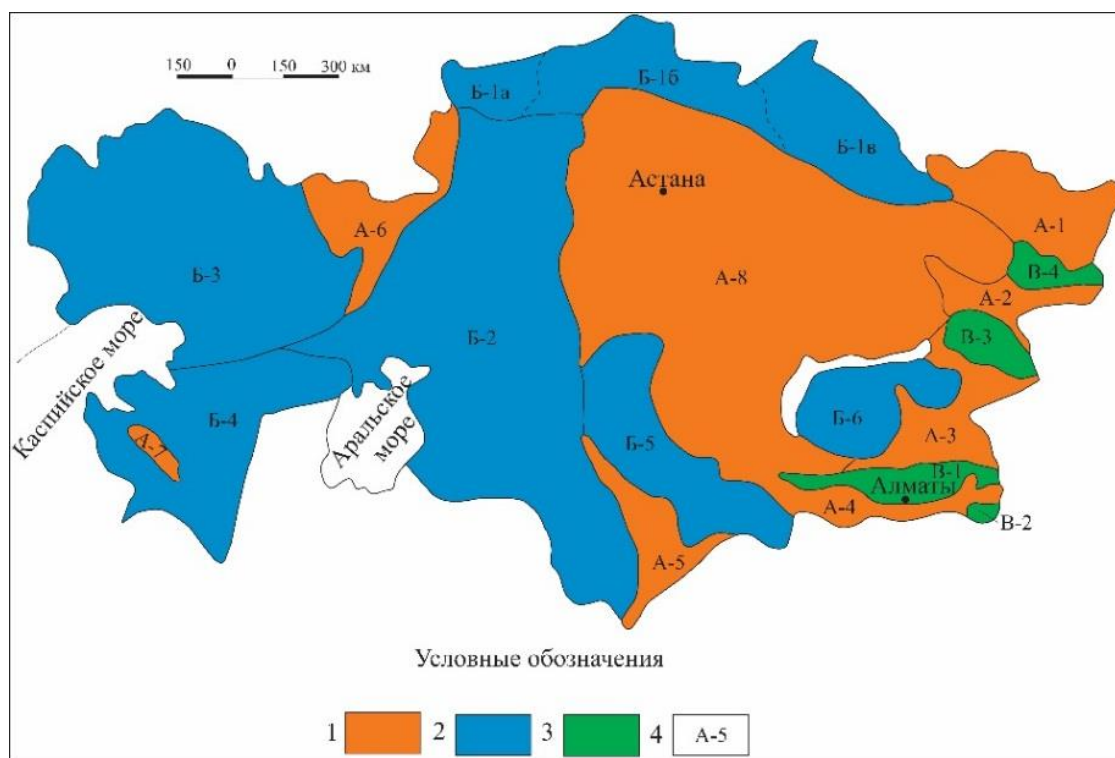 150 0 150 300 км
Б-1а
Б-1б
Б-1в
Астана
А-1
А-6
В-4
Б-3
А-8
А-2
Б-2
В-3
Каспийское море
Б-4
Аральское
море
А-7
Б-6
Б-5
А-3
В-1
Алматы
А-4
В-2
А-5
Условные обозначения
1 2 3 4 А-5